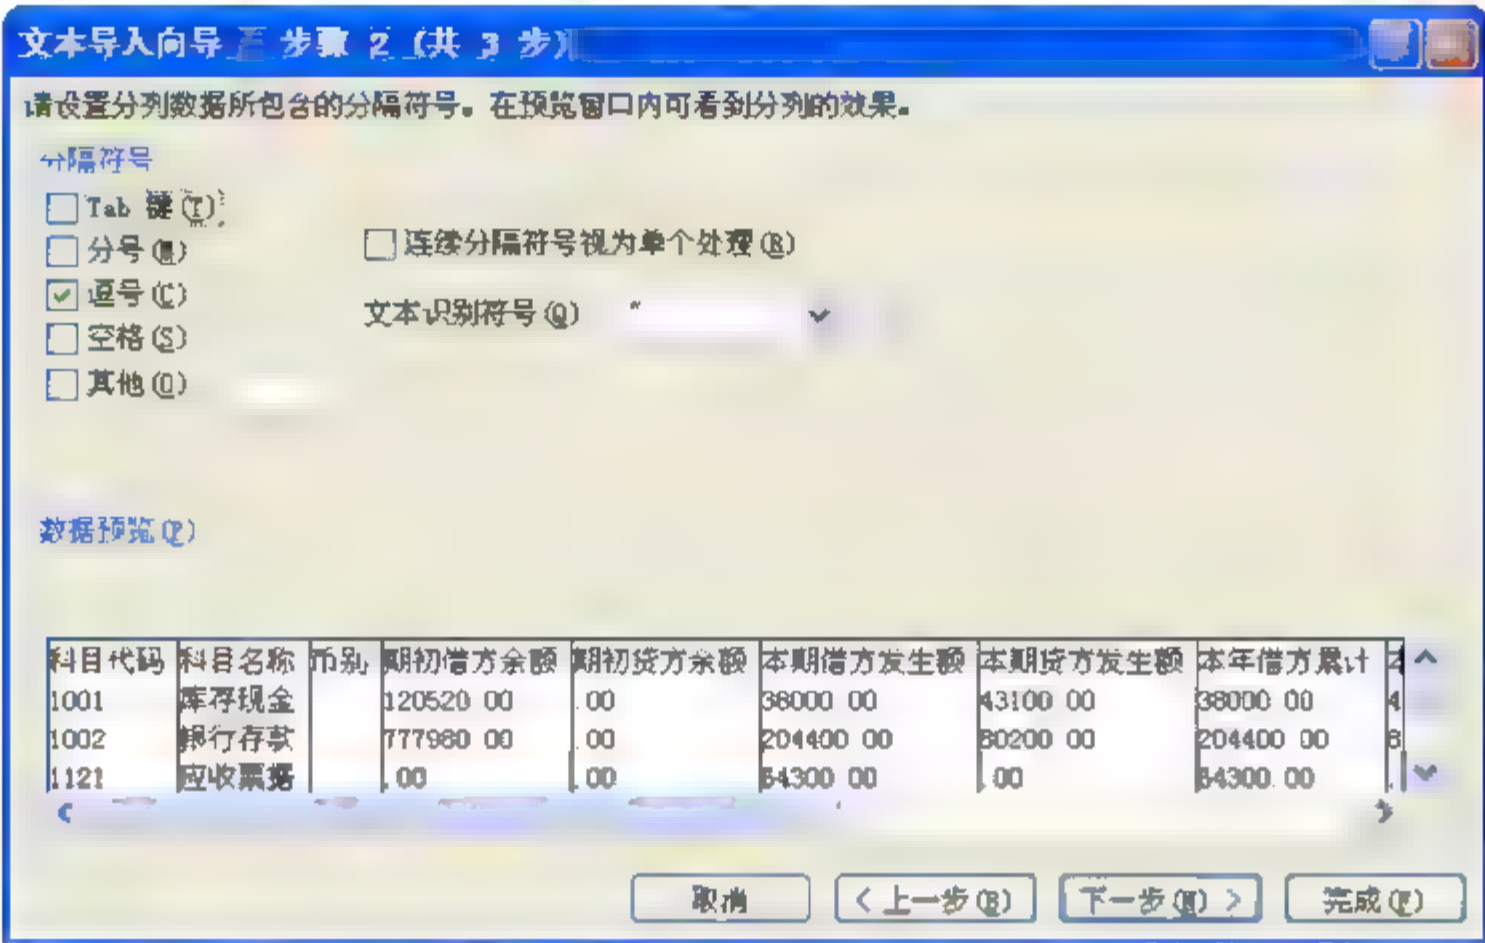 文本导入向导 - 步骤 2 (共 3 步)
请设置分列数据所包含的分隔符号。在预览窗口内可看到分列的效果。
分隔符号
Tab 键(T)
分号(M)
连续分隔符号视为单个处理(R)
逗号(C)
文本识别符号(Q) "
空格(S)
其他(O)
数据预览(P)
科目代码 科目名称 币别 期初借方余额 期初贷方余额 本期借方发生额 本期贷方发生额 本年借方累计
1001 库存现金 120520.00 .00 38000.00 43100.00 38000.00 4
1002 银行存款 777980.00 .00 204400.00 80200.00 204400.00 8
1121 应收票据 .00 .00 64300.00 .00 64300.00 .
取消 < 上一步(B) 下一步(N) > 完成(F)